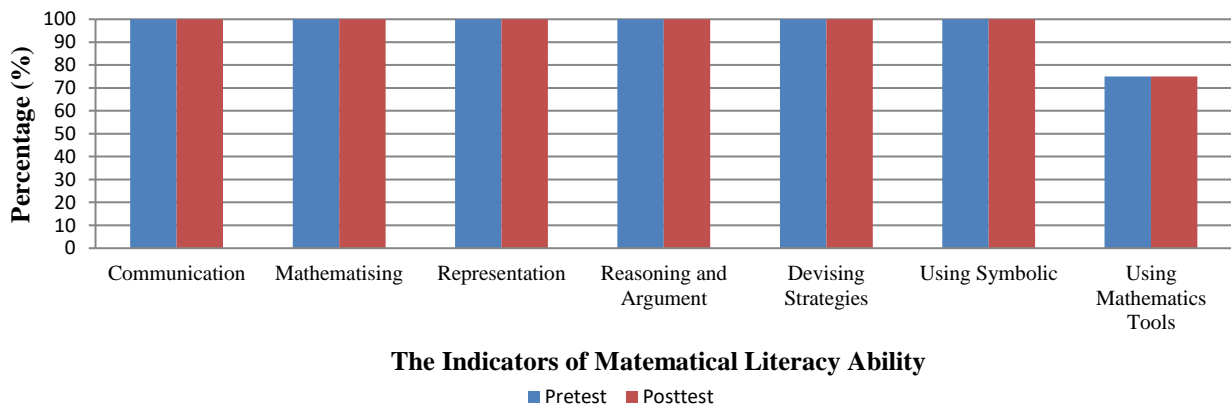 Percentage (%)
100
90
80
70
60
50
40
30
20
10
0
Communication
Mathematising
Representation
Reasoning and
Argument
Devising
Strategies
Using Symbolic
Using
Mathematics
Tools
The Indicators of Matematical Literacy Ability
Pretest Posttest